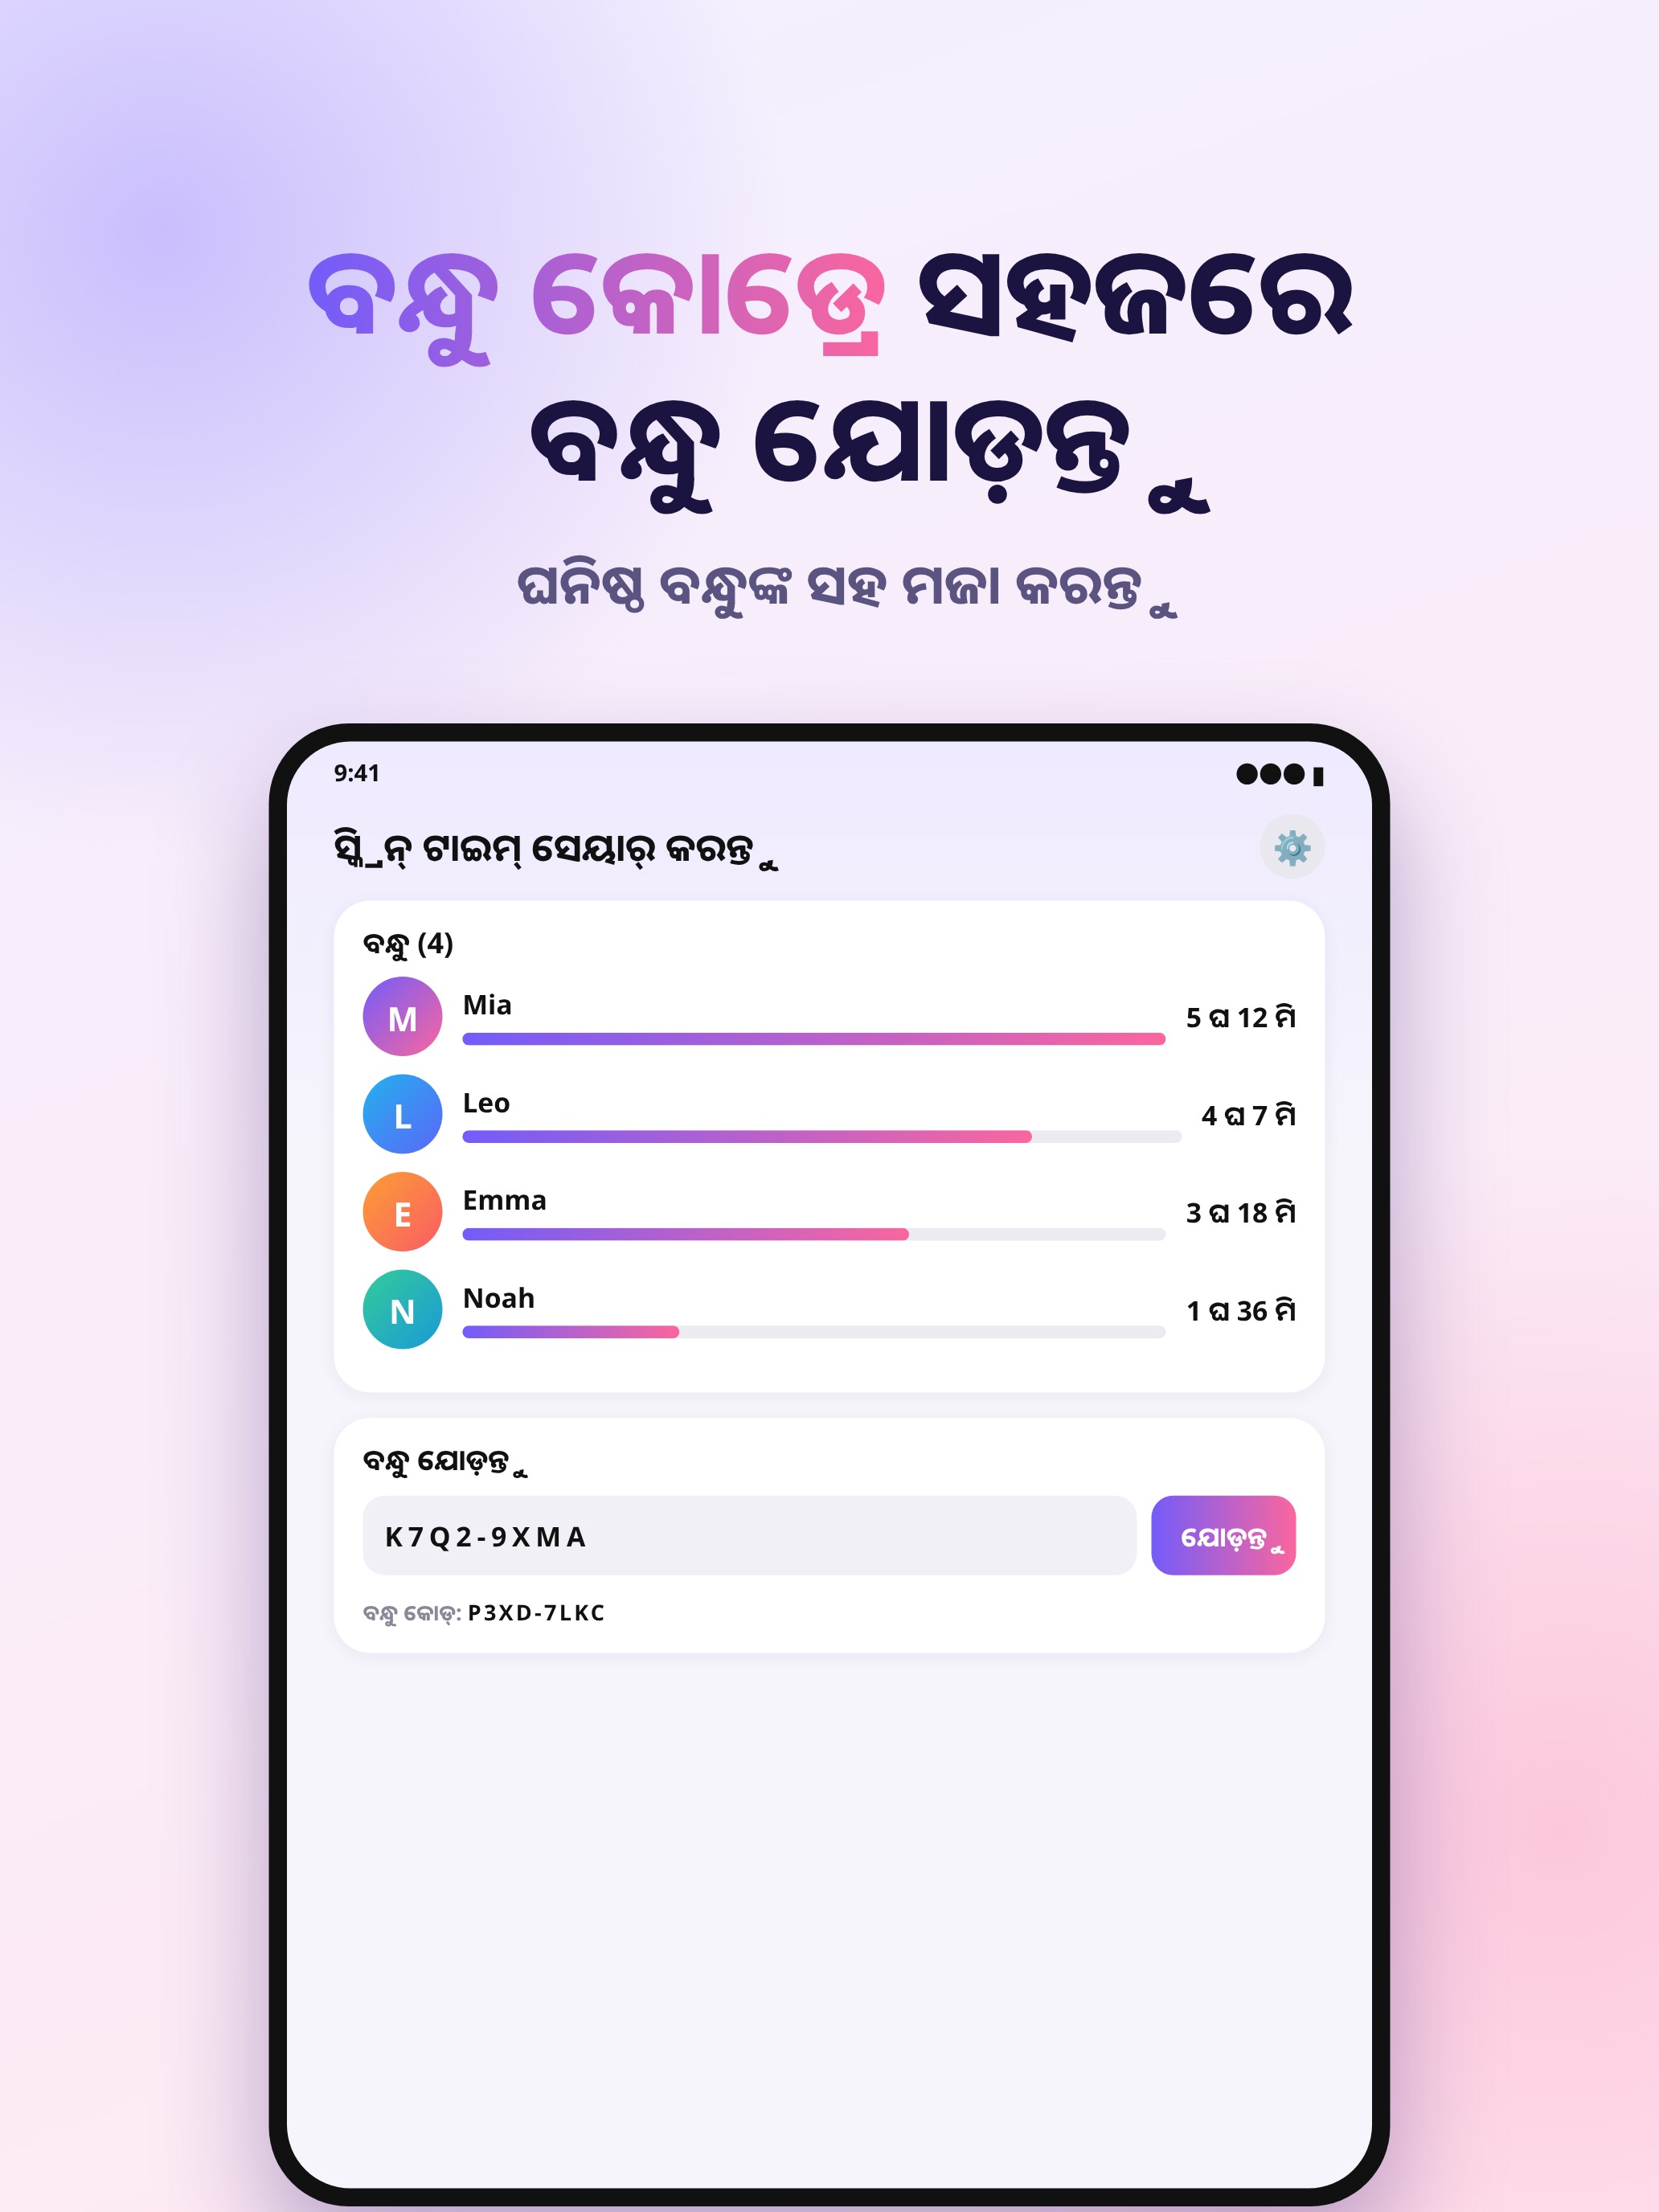 ବନ୍ଧୁ କୋଡ୍ରେ ସହଜରେ
ବନ୍ଧୁ ଯୋଡ଼ନ୍ତୁ
ଘନିଷ୍ଠ ବନ୍ଧୁଙ୍କ ସହ ମଜା କରନ୍ତୁ
9:41
ସ୍କ୍ରିନ୍ ଟାଇମ୍ ସେୟାର୍ କରନ୍ତୁ
ବନ୍ଧୁ (4)
M
Mia
5 ଘ 12 ମି
L
Leo
4 ଘ 7 ମି
E
Emma
3 ଘ 18 ମି
N
Noah
1 ଘ 36 ମି
ବନ୍ଧୁ ଯୋଡ଼ନ୍ତୁ
K7Q2-9XMA
ଯୋଡ଼ନ୍ତୁ
ବନ୍ଧୁ କୋଡ୍: P3XD-7LKC